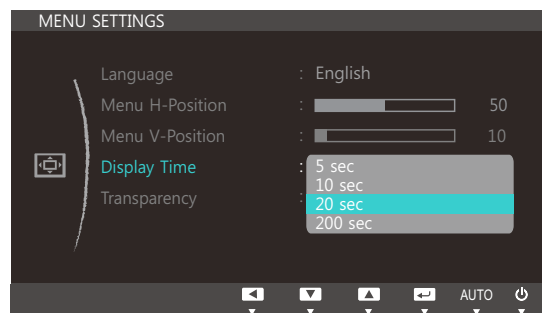 MENU SETTINGS
Language : English
Menu H-Position : 50
Menu V-Position : 10
Display Time : 5 sec
10 sec
20 sec
Transparency : 200 sec
AUTO